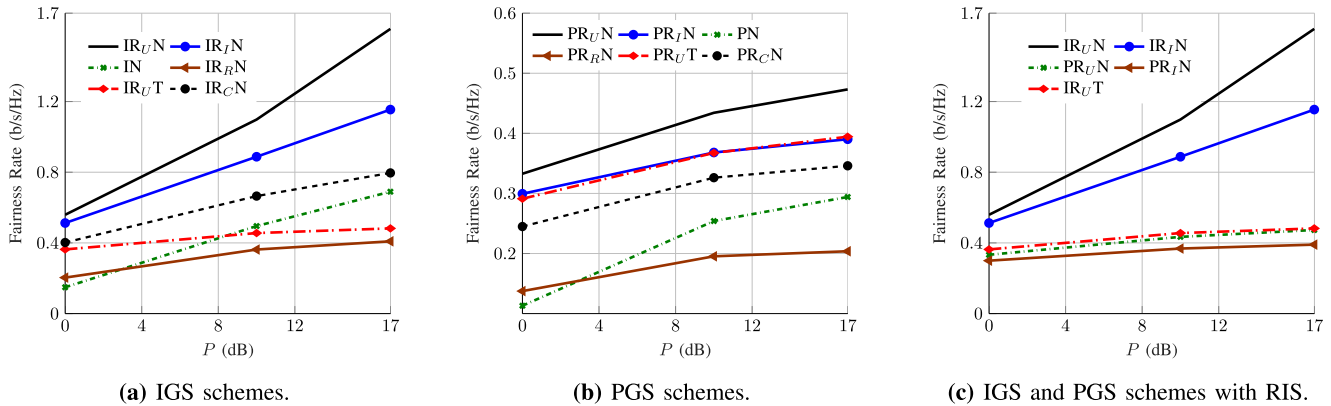 1.7
1.2
0.8
0.4
0
0 4 8 12 17
Fairness Rate (b/s/Hz)
P (dB)
IR_U N IR_I N
IN IR_R N
IR_U T IR_C N
(a) IGS schemes.
0.6
0.5
0.4
0.3
0.2
0 4 8 12 17
Fairness Rate (b/s/Hz)
P (dB)
PR_U N PR_I N PN
PR_R N PR_U T PR_C N
(b) PGS schemes.
1.7
1.2
0.8
0.4
0
0 4 8 12 17
Fairness Rate (b/s/Hz)
P (dB)
IR_U N IR_I N
PR_U N PR_I N
IR_U T
(c) IGS and PGS schemes with RIS.